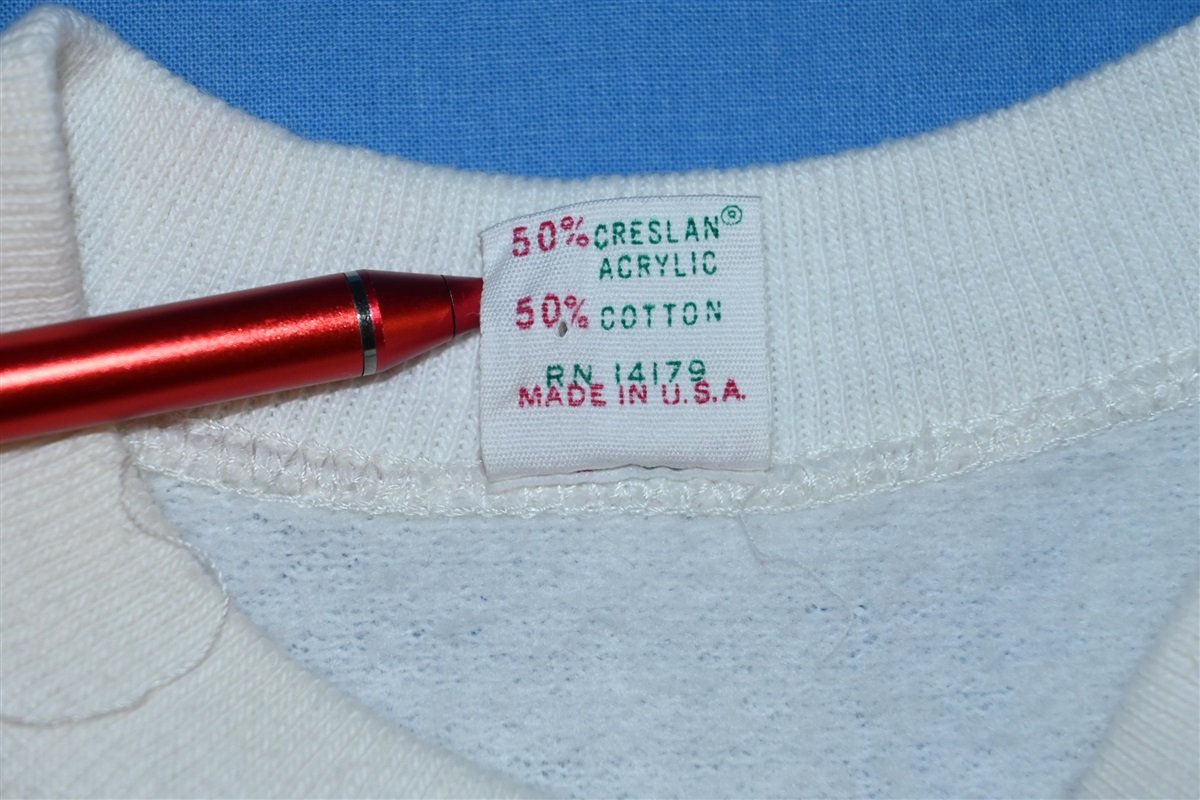 50% CRESLAN®
ACRYLIC
50% COTTON
RN 14179
MADE IN U.S.A.